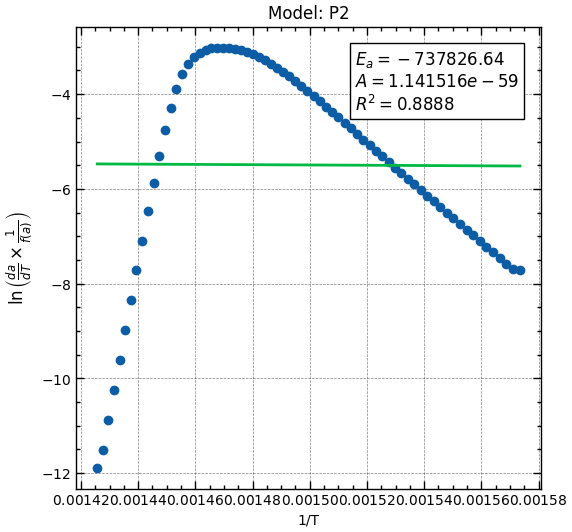 Model: P2
E_a = −737826.64
A = 1.141516e − 59
R^2 = 0.8888
ln(da/dT × 1/f(a))
−4
−6
−8
−10
−12
0.00142 0.00144 0.00146 0.00148 0.00150 0.00152 0.00154 0.00156 0.00158
1/T